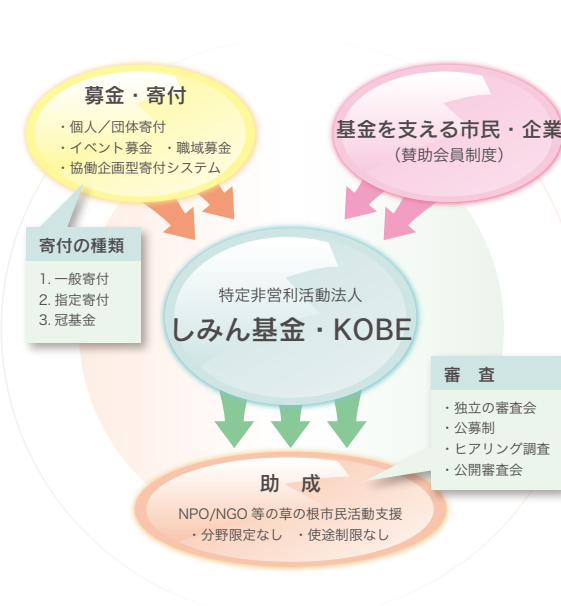 募金・寄付
・個人／団体寄付
・イベント募金 ・職域募金
・協働企画型寄付システム
基金を支える市民・企業
（賛助会員制度）
寄付の種類
1. 一般寄付
2. 指定寄付
3. 冠基金
特定非営利活動法人
しみん基金・KOBE
審　査
・独立の審査会
・公募制
・ヒアリング調査
・公開審査会
助　成
NPO/NGO 等の草の根市民活動支援
・分野限定なし ・使途制限なし